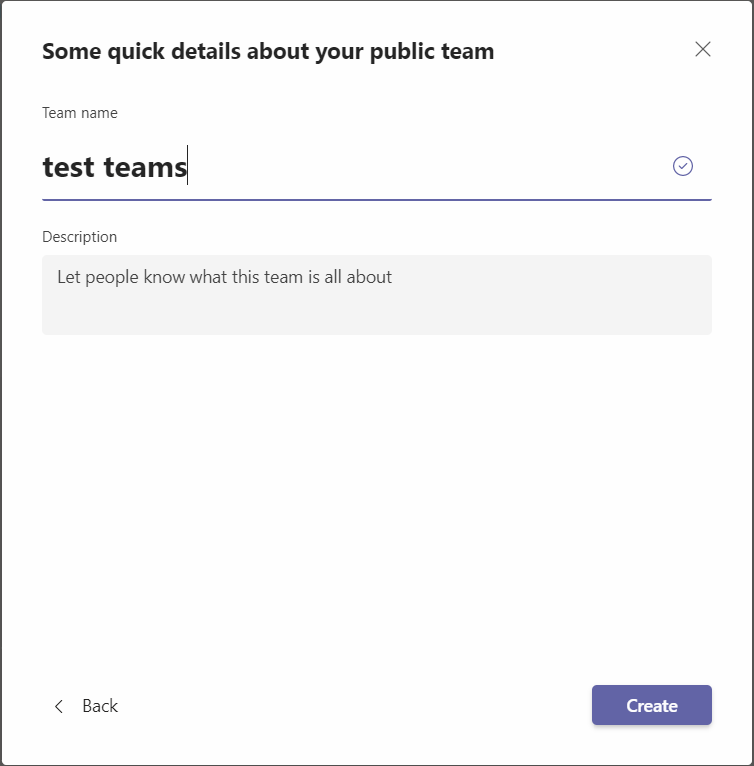 Some quick details about your public team
Team name
test teams
Description
Let people know what this team is all about
Back
Create